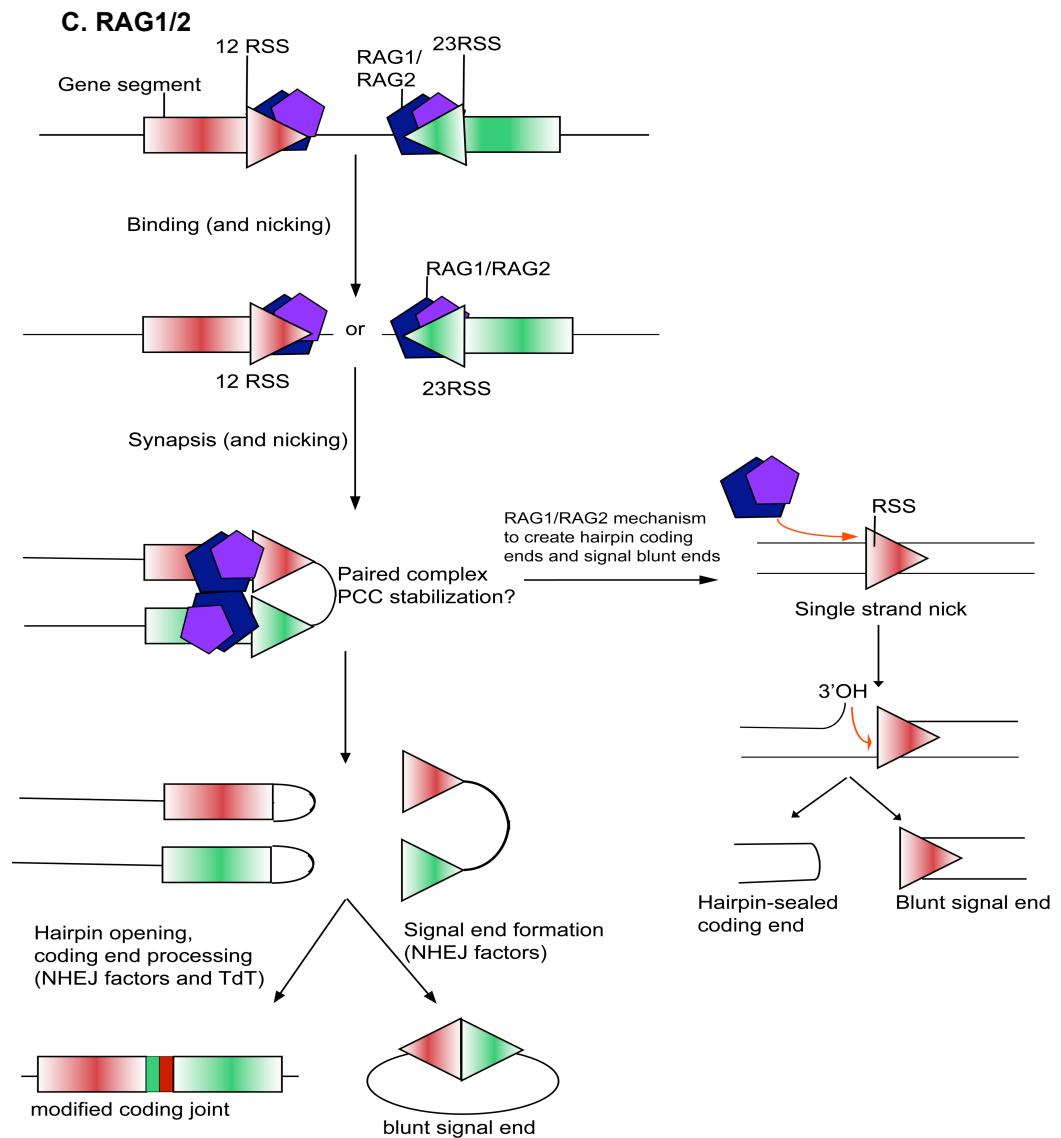 C. RAG1/2
12 RSS
RAG1/
RAG2
23RSS
Gene segment
Binding (and nicking)
RAG1/RAG2
or
12 RSS
23RSS
Synapsis (and nicking)
Paired complex
PCC stabilization?
RAG1/RAG2 mechanism
to create hairpin coding
ends and signal blunt ends
RSS
Single strand nick
3'OH
Hairpin-sealed
coding end
Blunt signal end
Hairpin opening,
coding end processing
(NHEJ factors and TdT)
Signal end formation
(NHEJ factors)
modified coding joint
blunt signal end